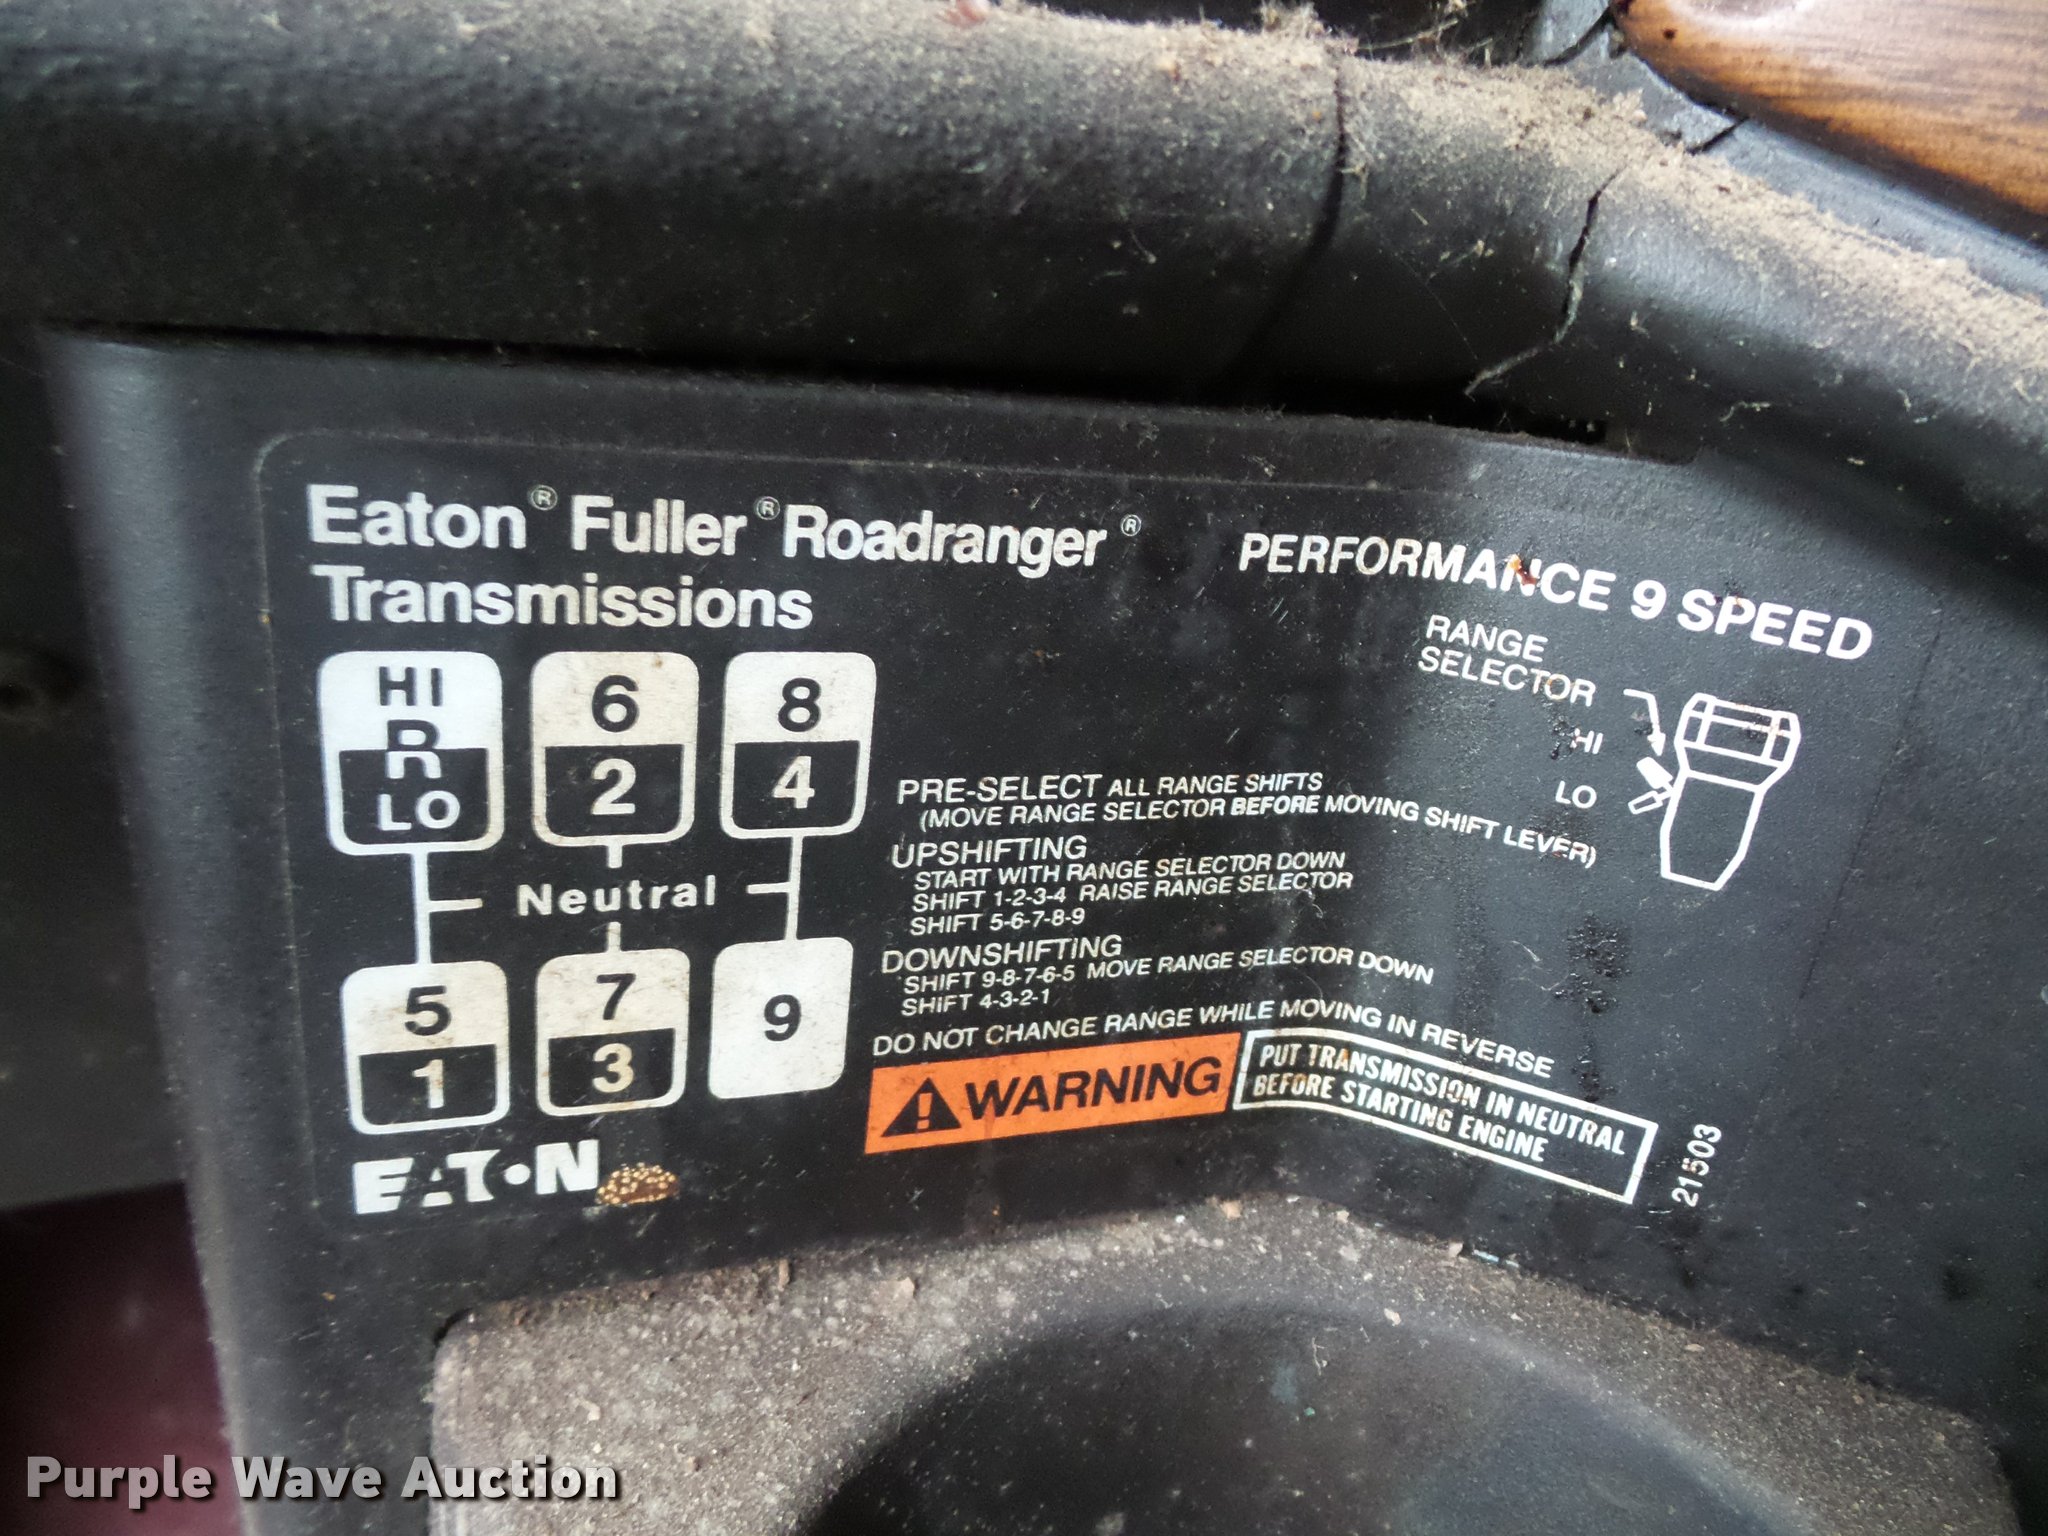 Eaton® Fuller® Roadranger®
Transmissions
PERFORMANCE 9 SPEED
RANGE
SELECTOR
HI
LO
HI
R
LO
6
2
8
4
Neutral
5
1
7
3
9
PRE-SELECT ALL RANGE SHIFTS
(MOVE RANGE SELECTOR BEFORE MOVING SHIFT LEVER)
UPSHIFTING
START WITH RANGE SELECTOR DOWN
SHIFT 1-2-3-4 RAISE RANGE SELECTOR
SHIFT 5-6-7-8-9
DOWNSHIFTING
SHIFT 9-8-7-6-5 MOVE RANGE SELECTOR DOWN
SHIFT 4-3-2-1
DO NOT CHANGE RANGE WHILE MOVING IN REVERSE
WARNING
PUT TRANSMISSION IN NEUTRAL
BEFORE STARTING ENGINE
21503
EATON
Purple Wave Auction